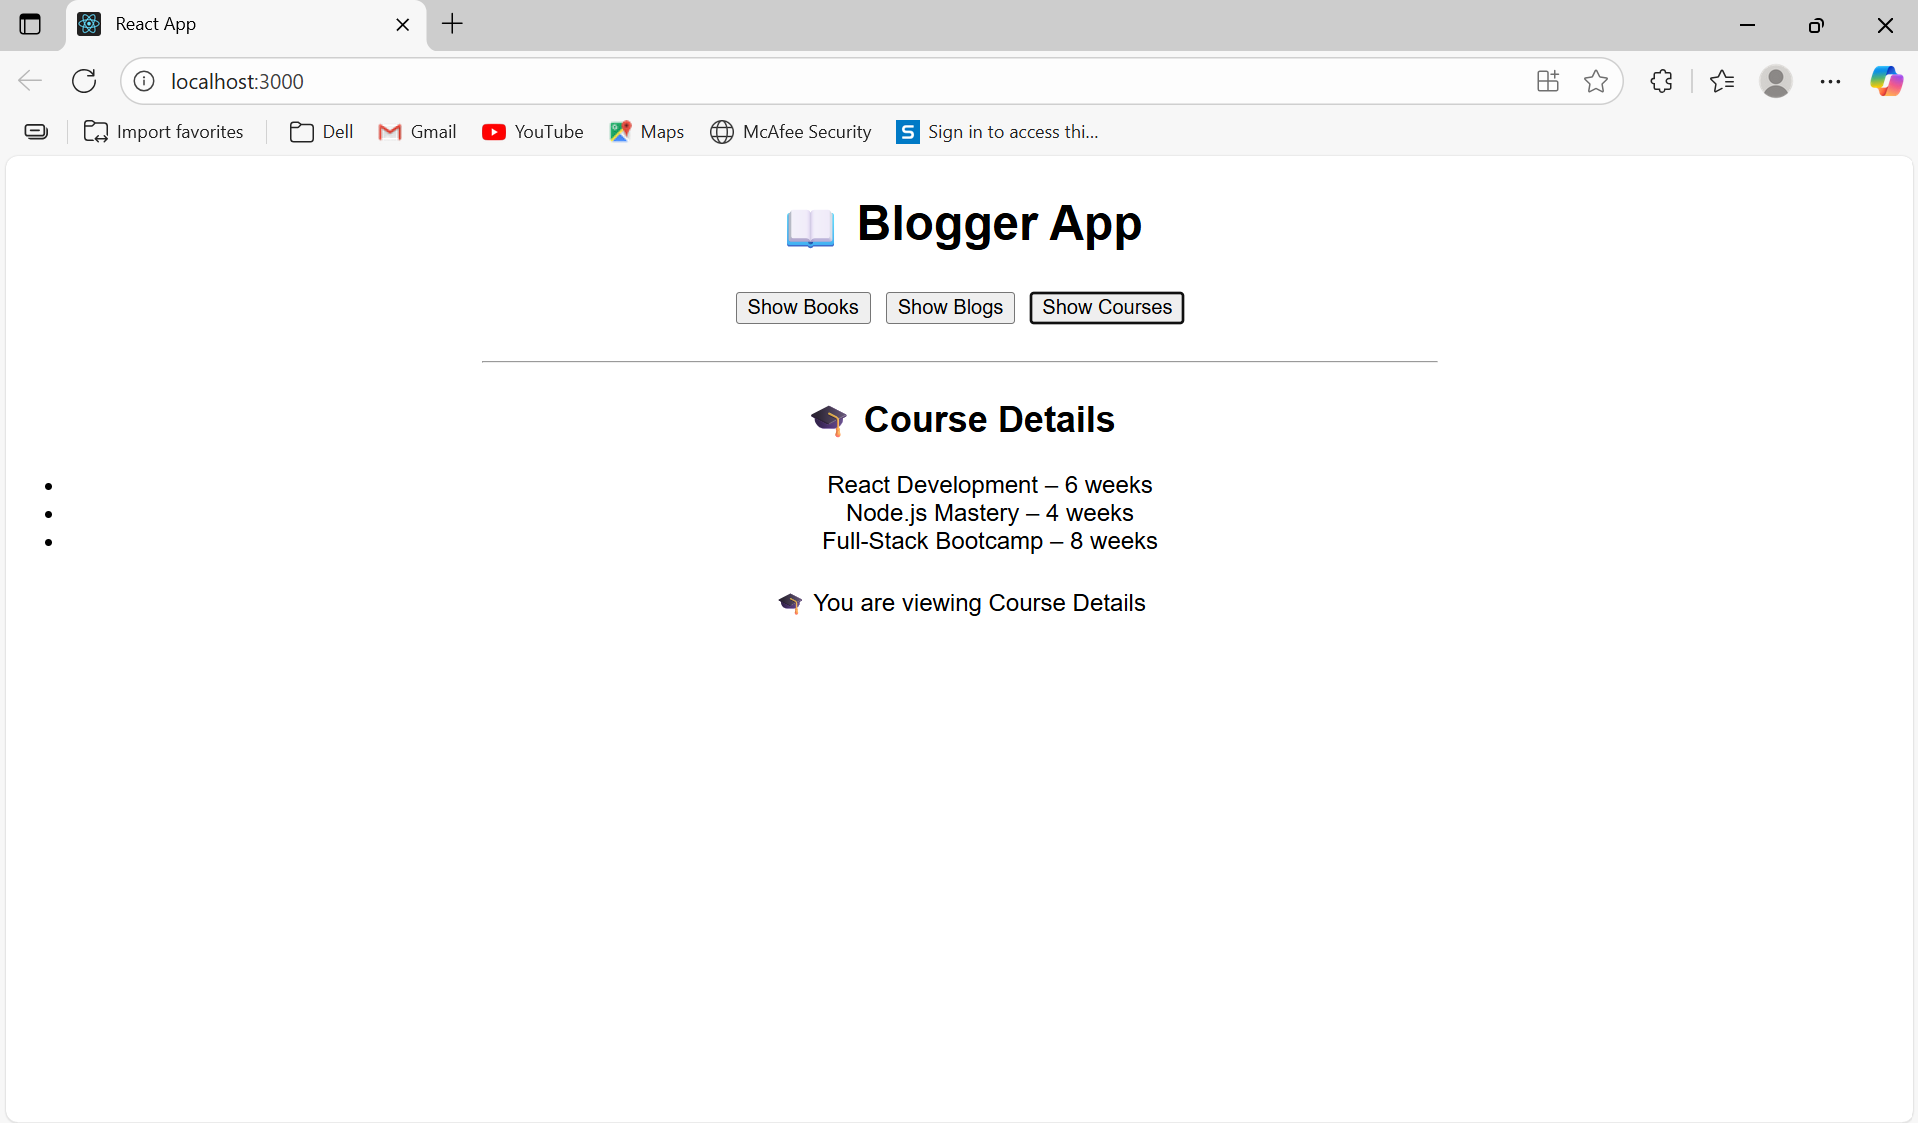 React App
localhost:3000
Import favorites Dell Gmail YouTube Maps McAfee Security S Sign in to access thi...
📖 Blogger App
Show Books Show Blogs Show Courses
🎓 Course Details
• React Development – 6 weeks
• Node.js Mastery – 4 weeks
• Full-Stack Bootcamp – 8 weeks
🎓 You are viewing Course Details